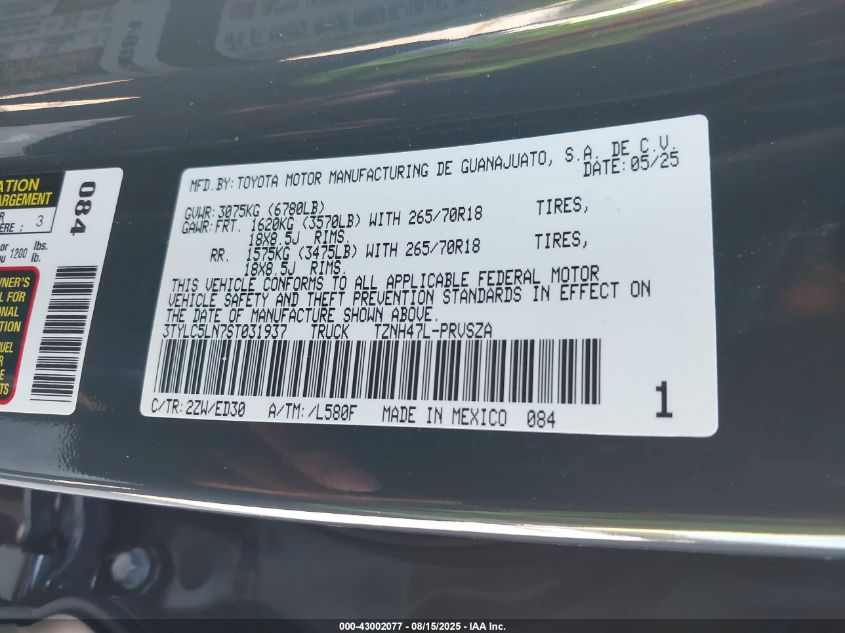 MFD.BY:TOYOTA MOTOR MANUFACTURING DE GUANAJUATO, S.A. DE C.V.
DATE:05/25
GVWR:3075KG (6780LB)
GAWR:FRT. 1620KG (3570LB) WITH 265/70R18 TIRES,
18X8.5J RIMS.
RR. 1575KG (3475LB) WITH 265/70R18 TIRES,
18X8.5J RIMS.
THIS VEHICLE CONFORMS TO ALL APPLICABLE FEDERAL MOTOR
VEHICLE SAFETY AND THEFT PREVENTION STANDARDS IN EFFECT ON
THE DATE OF MANUFACTURE SHOWN ABOVE.
3TYLC5LN7ST031937 TRUCK TZNH47L-PRVSZA
C/TR:2ZW/ED30 A/TM:/L580F MADE IN MEXICO 084
1
084
3
or 1200 lbs.
lb.
000-43002077 - 08/15/2025 - IAA Inc.